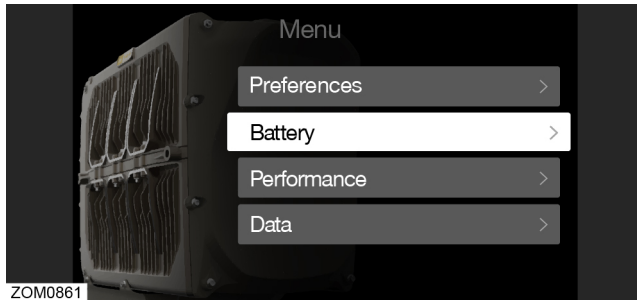 Menu
Preferences
Battery
Performance
Data
ZOM0861